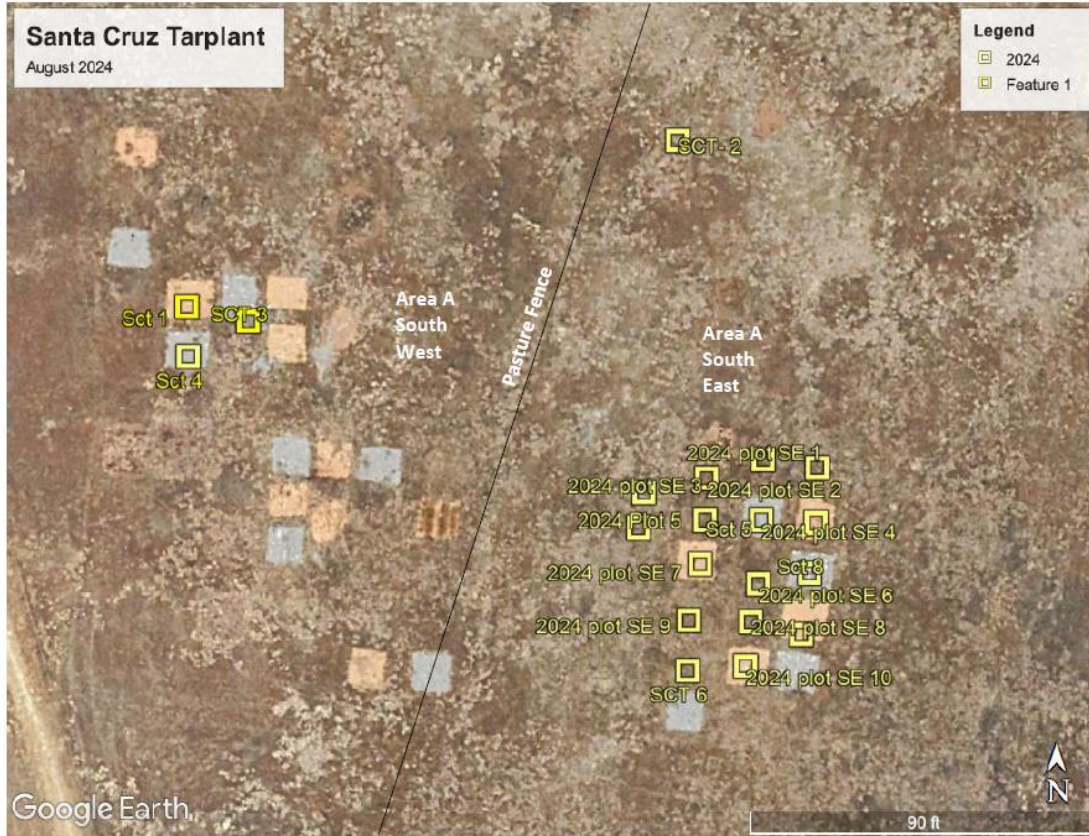 Santa Cruz Tarplant
August 2024
Legend
2024
Feature 1
SCT- 2
Pasture Fence
Area A
South
West
Area A
South
East
Sct 1
SCT 3
Sct 4
2024 plot SE 1
2024 plot SE 3
2024 plot SE 2
2024 Plot 5
Sct 5
2024 plot SE 4
2024 plot SE 7
Sct 8
2024 plot SE 6
2024 plot SE 9
2024 plot SE 8
SCT 6
2024 plot SE 10
Google Earth
90 ft
N